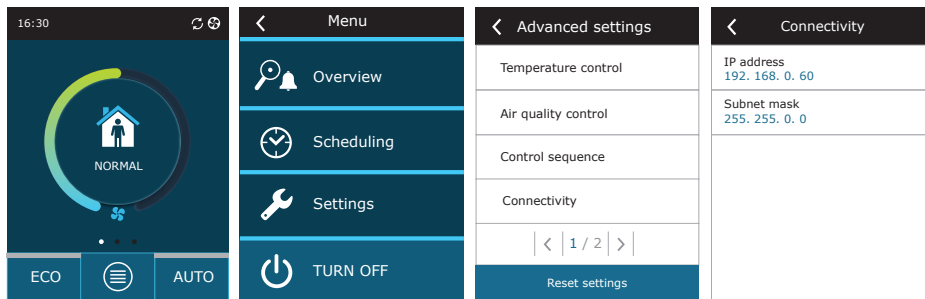 16:30
NORMAL
ECO
AUTO
Menu
Overview
Scheduling
Settings
TURN OFF
Advanced settings
Temperature control
Air quality control
Control sequence
Connectivity
1 / 2
Reset settings
Connectivity
IP address
192. 168. 0. 60
Subnet mask
255. 255. 0. 0